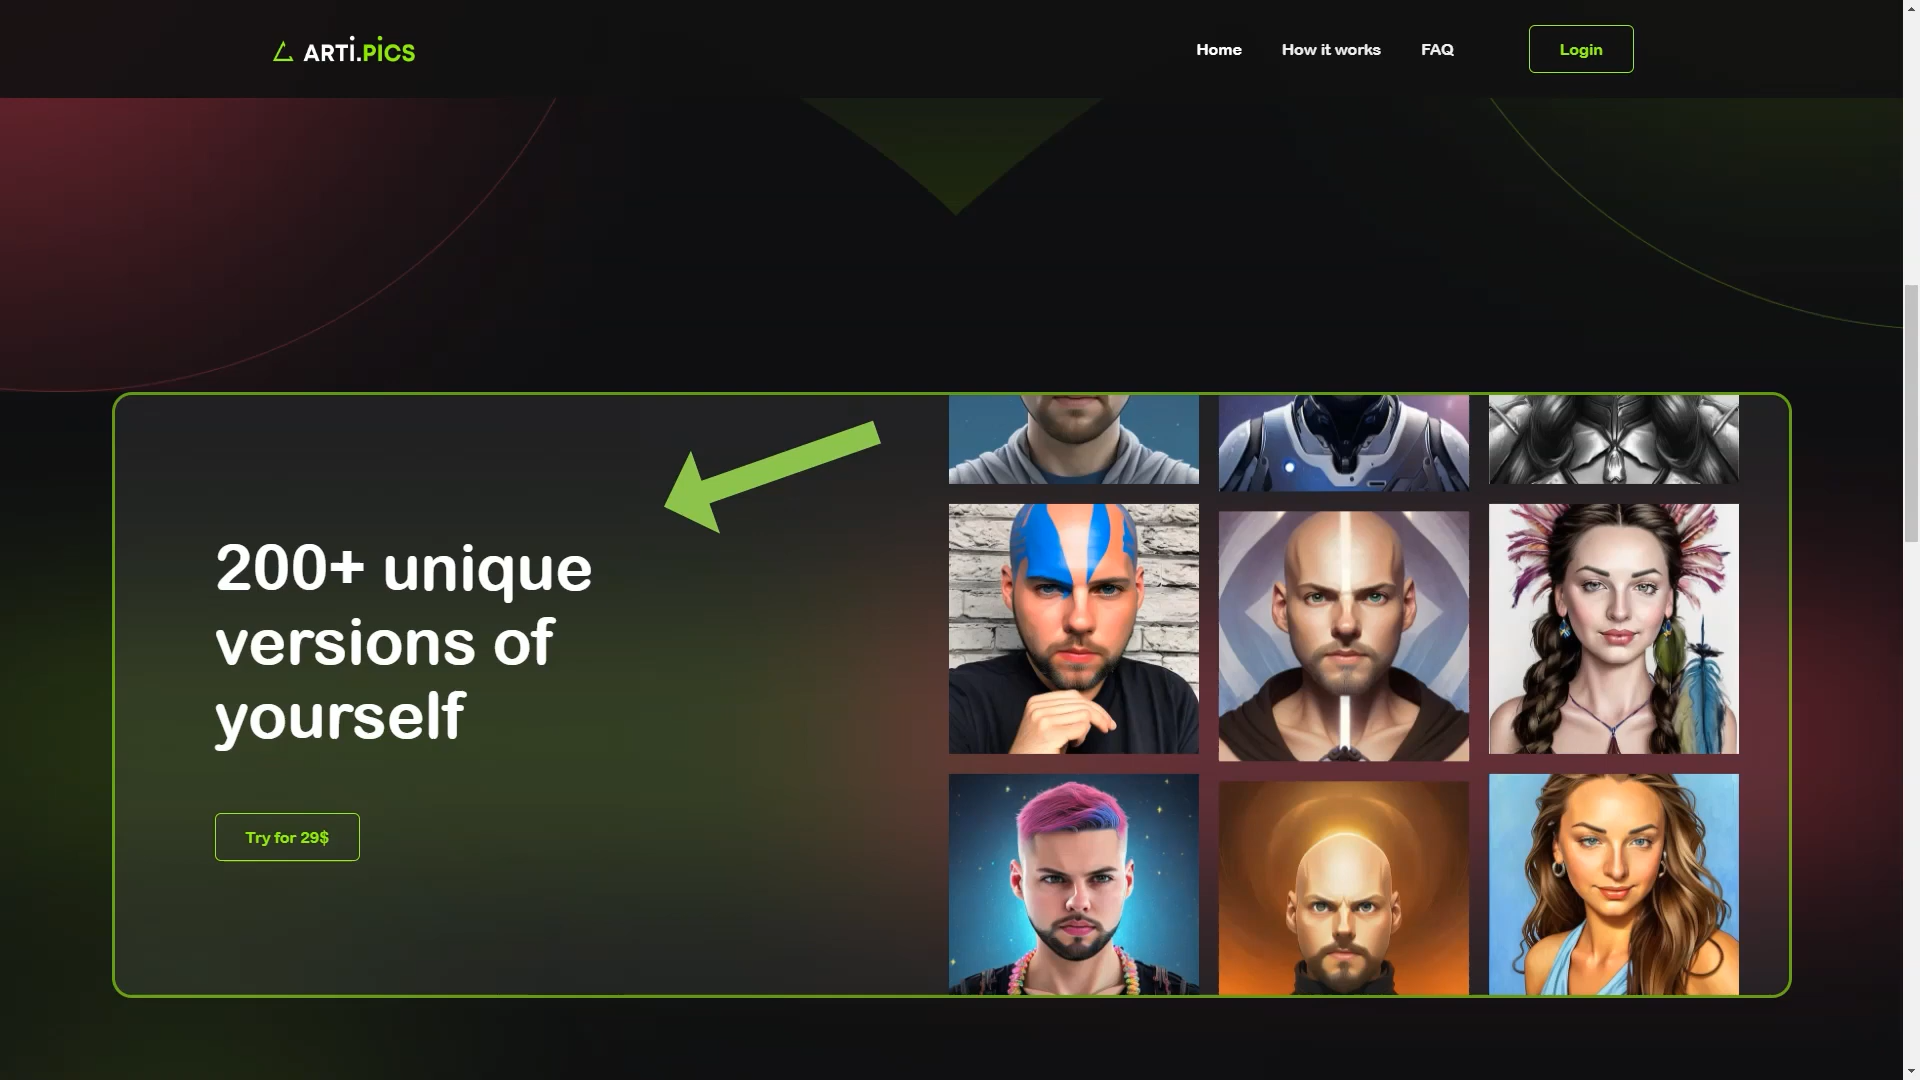 ARTi.PiCS
Home
How it works
FAQ
Login
200+ unique
versions of
yourself
Try for 29$